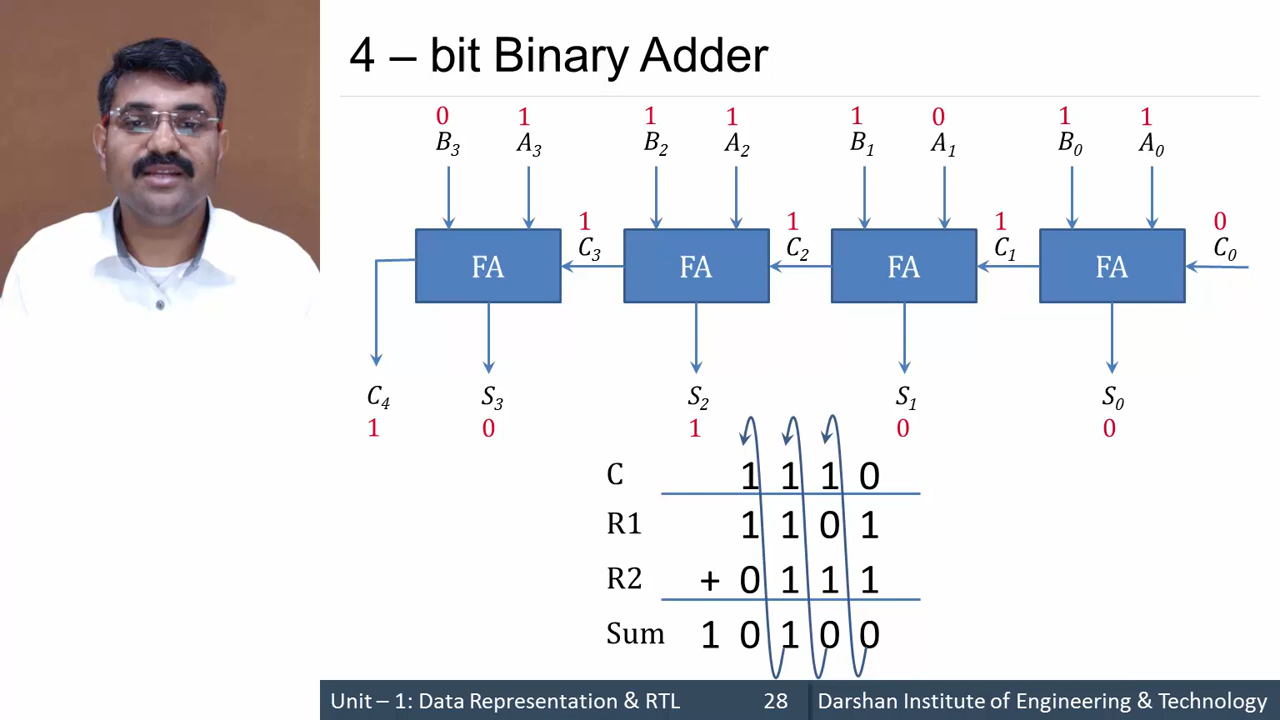 4 – bit Binary Adder
0 1 1 1 1 0 1 1
B3 A3 B2 A2 B1 A1 B0 A0
1 1 1 0
FA C3 FA C2 FA C1 FA C0
C4 S3 S2 S1 S0
1 0 1 0 0
C 1 1 1 0
R1 1 1 0 1
R2 + 0 1 1 1
Sum 1 0 1 0 0
Unit – 1: Data Representation & RTL 28 Darshan Institute of Engineering & Technology